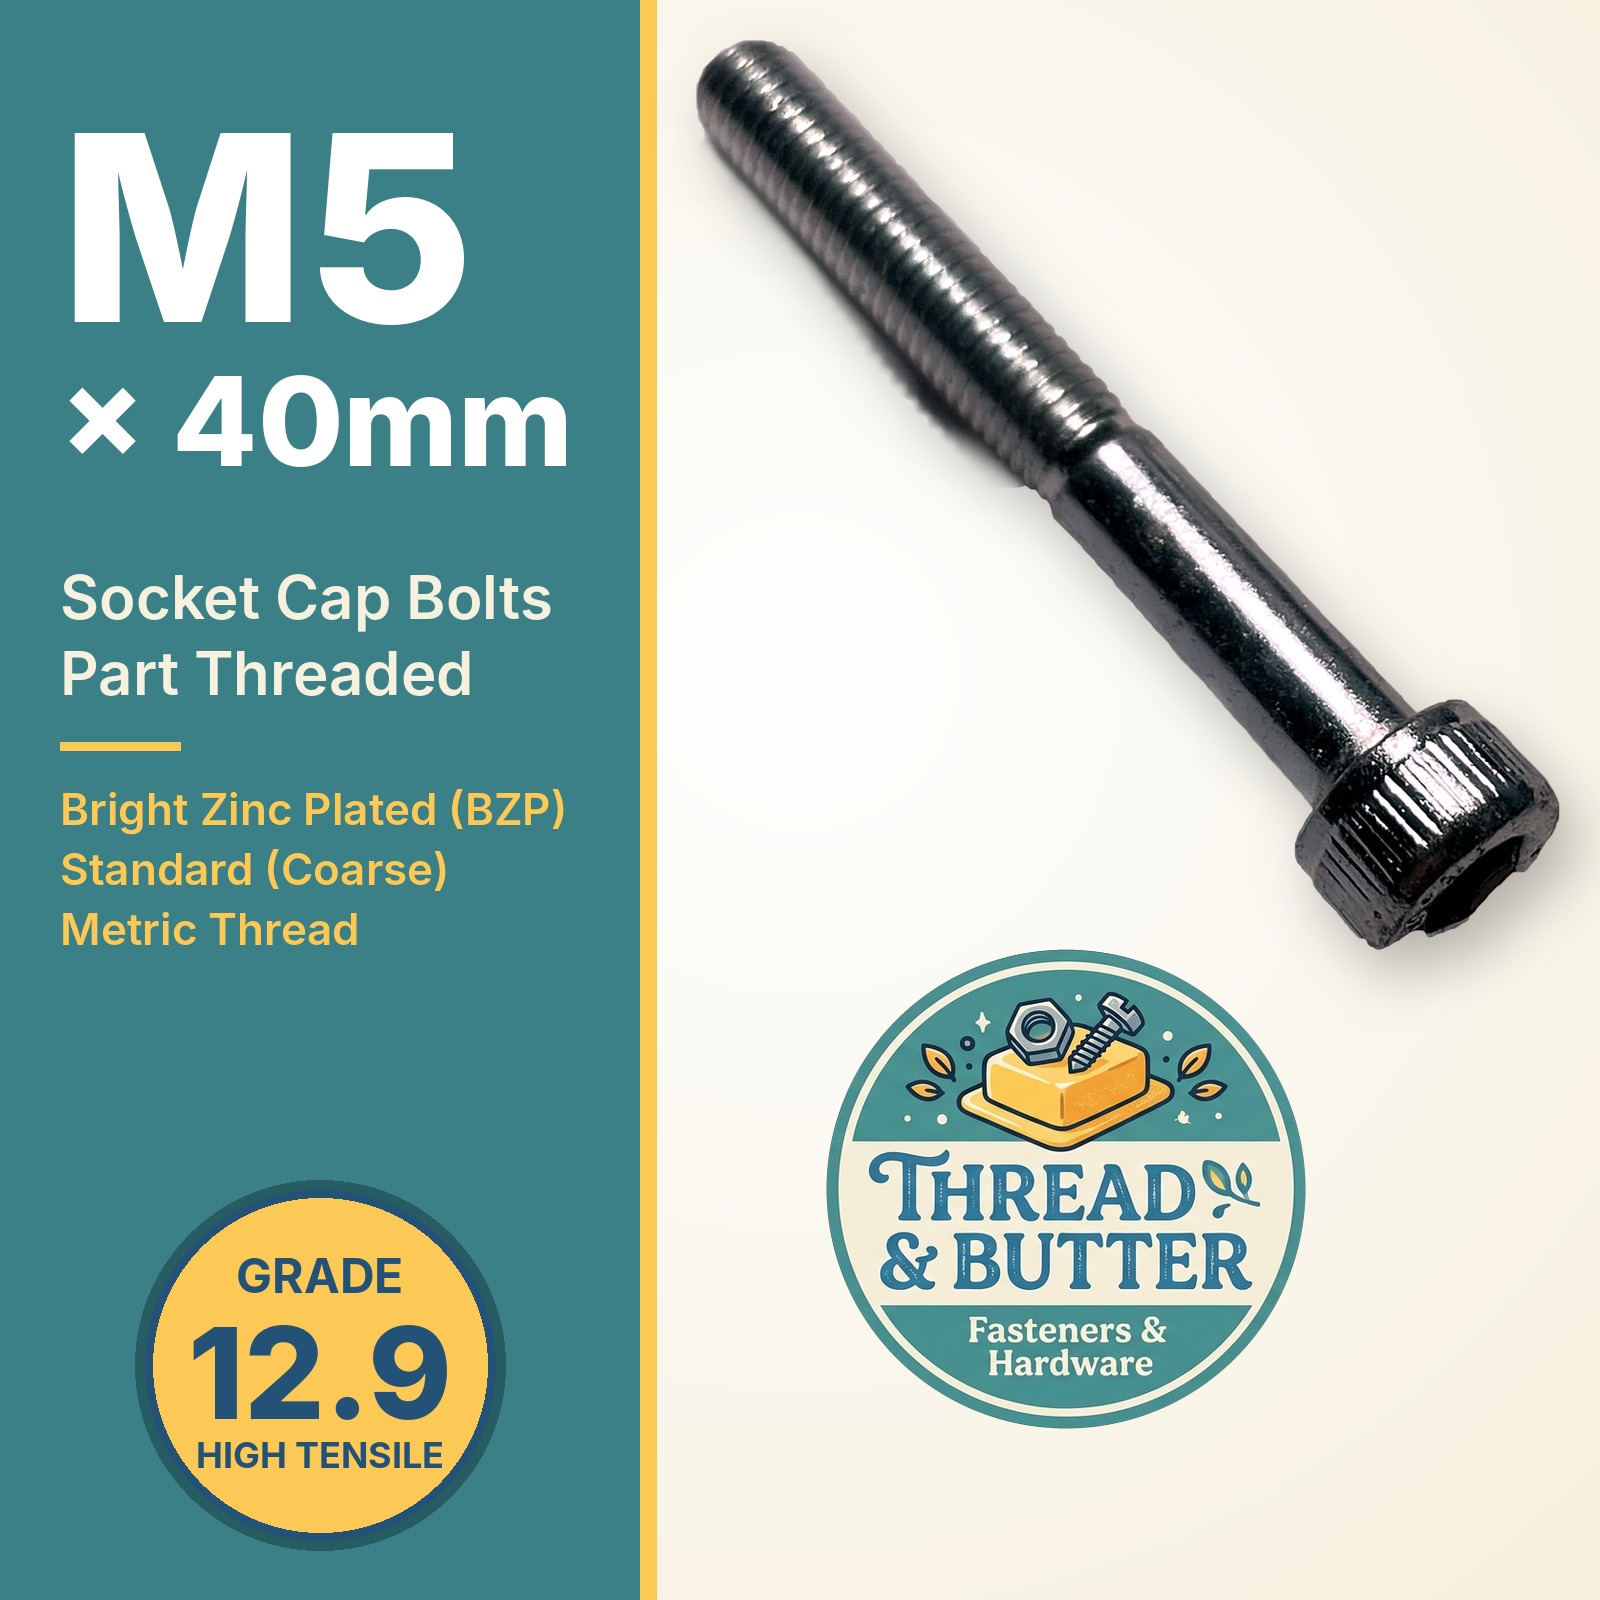 M5
× 40mm
Socket Cap Bolts
Part Threaded
Bright Zinc Plated (BZP)
Standard (Coarse)
Metric Thread
GRADE
12.9
HIGH TENSILE
THREAD
& BUTTER
Fasteners &
Hardware